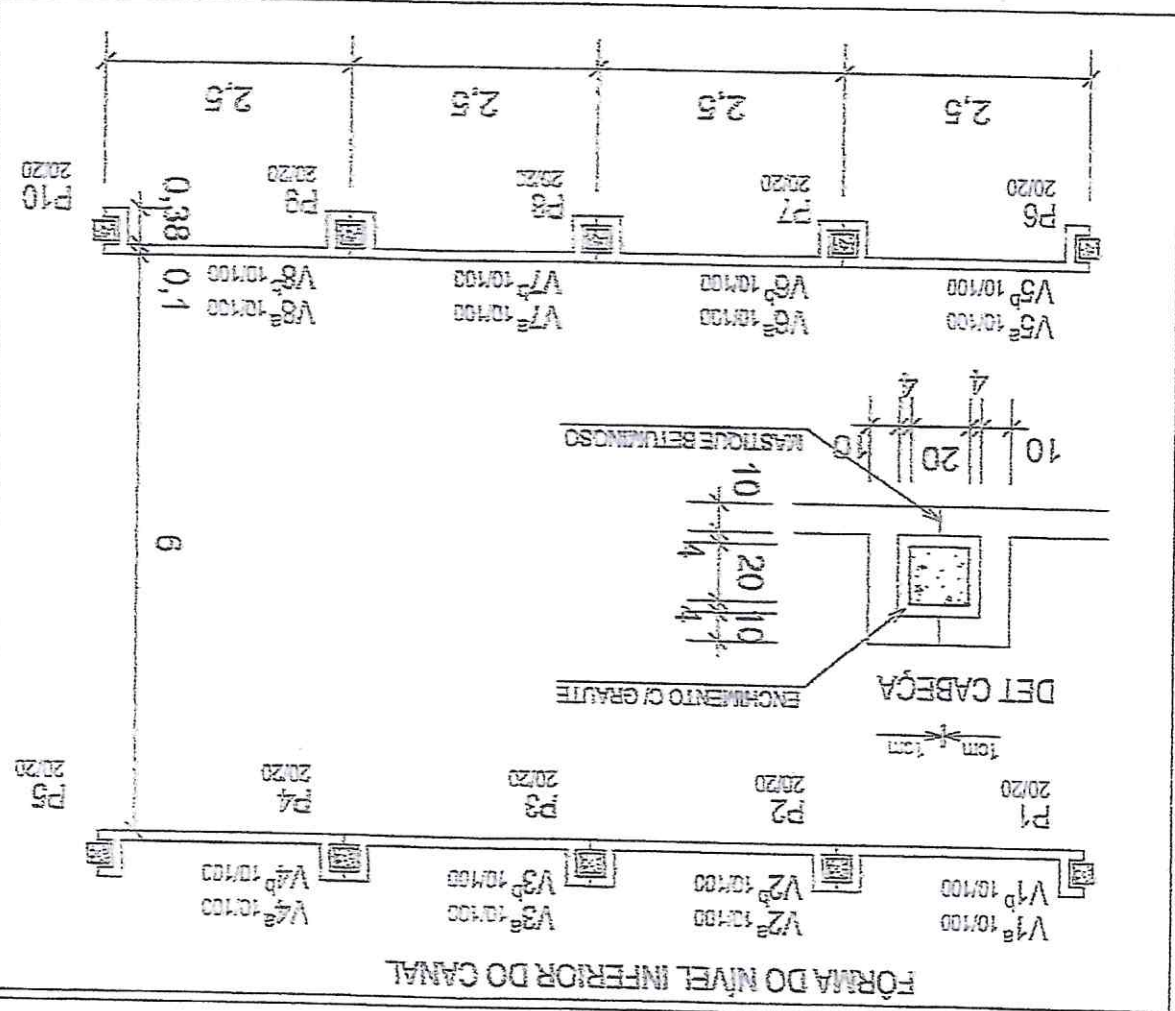 FÔRMA DO NÍVEL INFERIOR DO CANAL
V1a 10/100
V1b 10/100
V2a 10/100
V2b 10/100
V3a 10/100
V3b 10/100
V4a 10/100
V4b 10/100
P1
20/20
P2
20/20
P3
20/20
P4
20/20
P5
20/20
1cm 1cm
DET CABEÇA
ENCHIMENTO C/ GRAUTE
10
4
20
4
10
MASTIQUE BETUMINOSO
10 4 20 4 10
6
V5a 10/100
V5b 10/100
V6a 10/100
V6b 10/100
V7a 10/100
V7b 10/100
V8a 10/100
V8b 10/100
0,1
0,38
P6
20/20
P7
20/20
P8
20/20
P9
20/20
P10
20/20
2,5 2,5 2,5 2,5